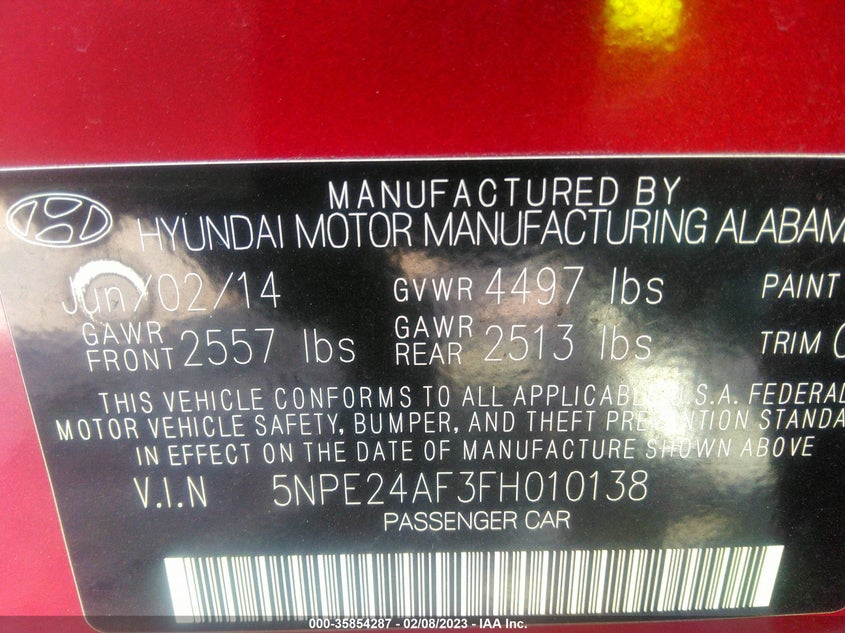 MANUFACTURED BY
HYUNDAI MOTOR MANUFACTURING ALABAM
Jun/02/14 GVWR 4497 lbs PAINT
GAWR FRONT 2557 lbs GAWR REAR 2513 lbs TRIM
THIS VEHICLE CONFORMS TO ALL APPLICABLE U.S.A. FEDERAL
MOTOR VEHICLE SAFETY, BUMPER, AND THEFT PREVENTION STANDA
IN EFFECT ON THE DATE OF MANUFACTURE SHOWN ABOVE
V.I.N 5NPE24AF3FH010138
PASSENGER CAR
000-35854287 - 02/08/2023 - IAA Inc.